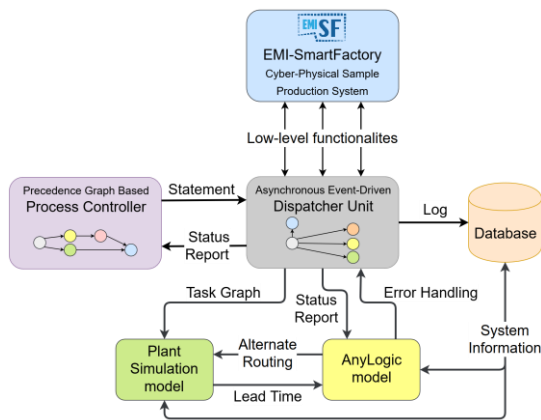 EMI SF
EMI-SmartFactory
Cyber-Physical Sample
Production System
Low-level functionalites
Precedence Graph Based
Process Controller
Statement
Status
Report
Asynchronous Event-Driven
Dispatcher Unit
Log
Database
Task Graph
Status
Report
Error Handling
System
Information
Plant
Simulation
model
Alternate
Routing
Lead Time
AnyLogic
model